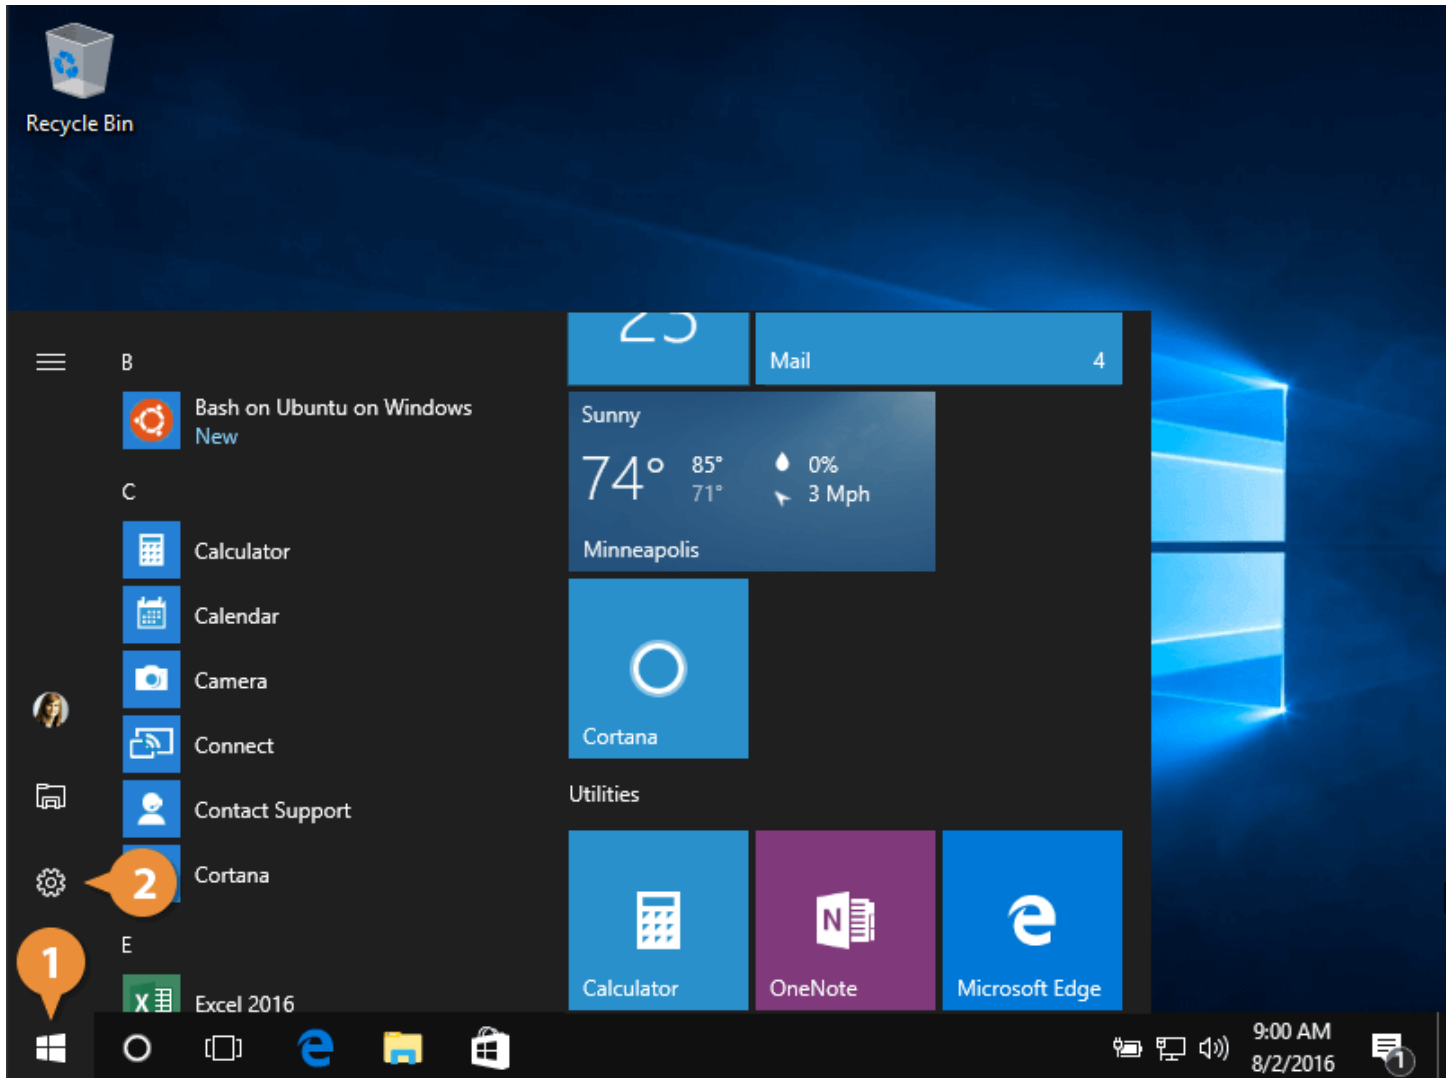 Recycle Bin
B
Bash on Ubuntu on Windows
New
C
Calculator
Calendar
Camera
Connect
Contact Support
Cortana
2
E
1
Excel 2016
Mail 4
Sunny
74° 85° 0%
71° 3 Mph
Minneapolis
Cortana
Utilities
Calculator
OneNote
Microsoft Edge
9:00 AM
8/2/2016
1